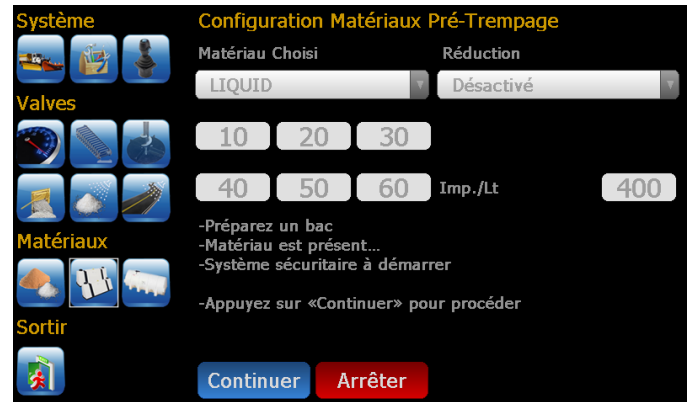 Système
Configuration Matériaux Pré-Trempage
Matériau Choisi
Réduction
LIQUID
Désactivé
Valves
10 20 30
40 50 60 Imp./Lt 400
-Préparez un bac
-Matériau est présent...
-Système sécuritaire à démarrer
Matériaux
-Appuyez sur «Continuer» pour procéder
Sortir
Continuer
Arrêter